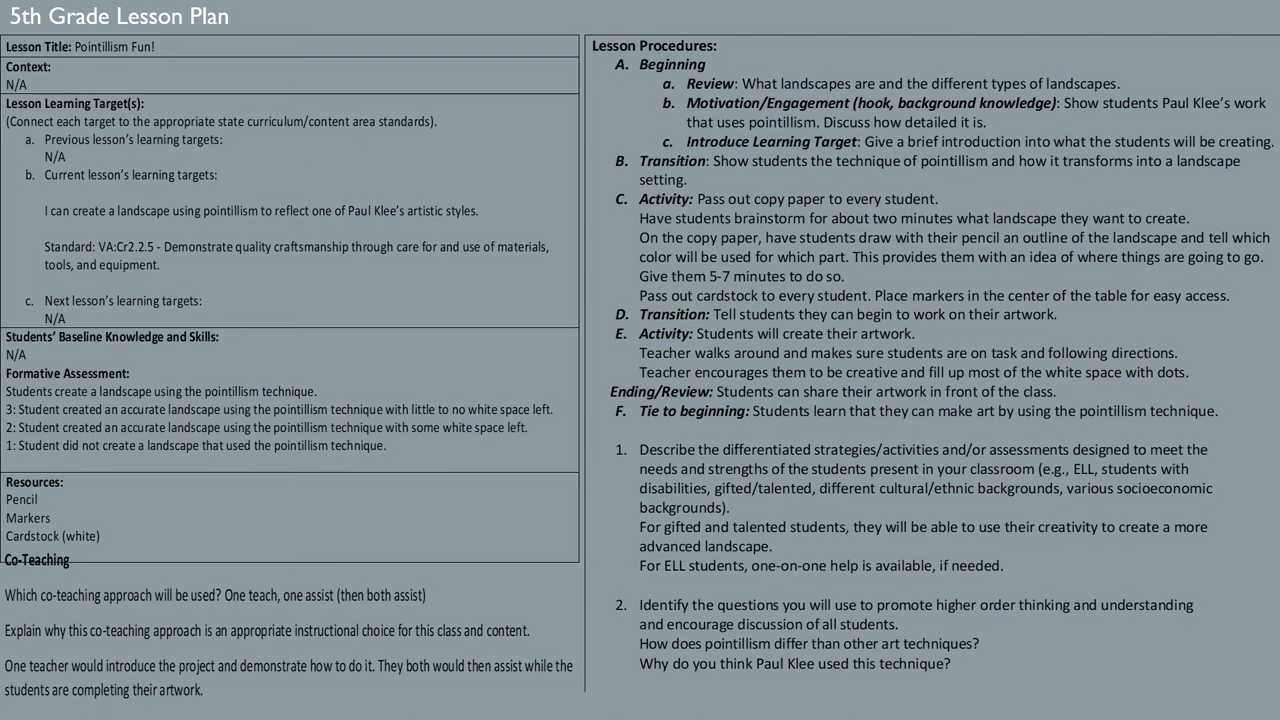 5th Grade Lesson Plan
Lesson Title: Pointillism Fun!
Context:
N/A
Lesson Learning Target(s):
(Connect each target to the appropriate state curriculum/content area standards).
a. Previous lesson's learning targets:
N/A
b. Current lesson's learning targets:
I can create a landscape using pointillism to reflect one of Paul Klee's artistic styles.
Standard: VA:Cr2.2.5 - Demonstrate quality craftsmanship through care for and use of materials,
tools, and equipment.
c. Next lesson's learning targets:
N/A
Students' Baseline Knowledge and Skills:
N/A
Formative Assessment:
Students create a landscape using the pointillism technique.
3: Student created an accurate landscape using the pointillism technique with little to no white space left.
2: Student created an accurate landscape using the pointillism technique with some white space left.
1: Student did not create a landscape that used the pointillism technique.
Resources:
Pencil
Markers
Cardstock (white)
Co-Teaching
Which co-teaching approach will be used? One teach, one assist (then both assist)
Explain why this co-teaching approach is an appropriate instructional choice for this class and content.
One teacher would introduce the project and demonstrate how to do it. They both would then assist while the
students are completing their artwork.
Lesson Procedures:
A. Beginning
a. Review: What landscapes are and the different types of landscapes.
b. Motivation/Engagement (hook, background knowledge): Show students Paul Klee's work
that uses pointillism. Discuss how detailed it is.
c. Introduce Learning Target: Give a brief introduction into what the students will be creating.
B. Transition: Show students the technique of pointillism and how it transforms into a landscape
setting.
C. Activity: Pass out copy paper to every student.
Have students brainstorm for about two minutes what landscape they want to create.
On the copy paper, have students draw with their pencil an outline of the landscape and tell which
color will be used for which part. This provides them with an idea of where things are going to go.
Give them 5-7 minutes to do so.
Pass out cardstock to every student. Place markers in the center of the table for easy access.
D. Transition: Tell students they can begin to work on their artwork.
E. Activity: Students will create their artwork.
Teacher walks around and makes sure students are on task and following directions.
Teacher encourages them to be creative and fill up most of the white space with dots.
Ending/Review: Students can share their artwork in front of the class.
F. Tie to beginning: Students learn that they can make art by using the pointillism technique.
1. Describe the differentiated strategies/activities and/or assessments designed to meet the
needs and strengths of the students present in your classroom (e.g., ELL, students with
disabilities, gifted/talented, different cultural/ethnic backgrounds, various socioeconomic
backgrounds).
For gifted and talented students, they will be able to use their creativity to create a more
advanced landscape.
For ELL students, one-on-one help is available, if needed.
2. Identify the questions you will use to promote higher order thinking and understanding
and encourage discussion of all students.
How does pointillism differ than other art techniques?
Why do you think Paul Klee used this technique?